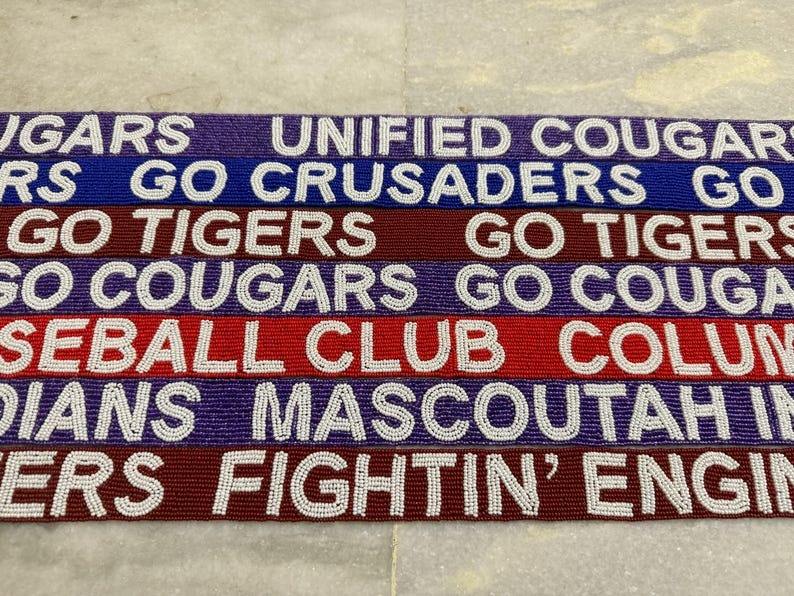 UGARS UNIFIED COUGARS
RS GO CRUSADERS GO
GO TIGERS GO TIGERS
GO COUGARS GO COUGA
SEBALL CLUB COLUM
DIANS MASCOUTAH IN
ERS FIGHTIN' ENGIN